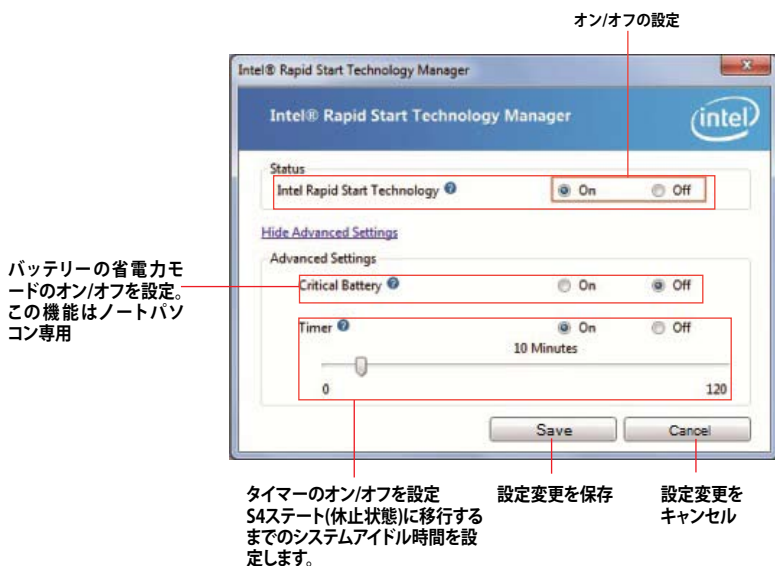 オン/オフの設定
Intel® Rapid Start Technology Manager
Intel® Rapid Start Technology Manager
intel
Status
Intel Rapid Start Technology ?
On
Off
Hide Advanced Settings
Advanced Settings
Critical Battery ?
On
Off
バッテリーの省電力モ
ードのオン/オフを設定。
この機能はノートパソ
コン専用
Timer ?
On
Off
10 Minutes
0
120
Save
Cancel
タイマーのオン/オフを設定
S4ステート(休止状態)に移行する
までのシステムアイドル時間を設
定します。
設定変更を保存
設定変更を
キャンセル